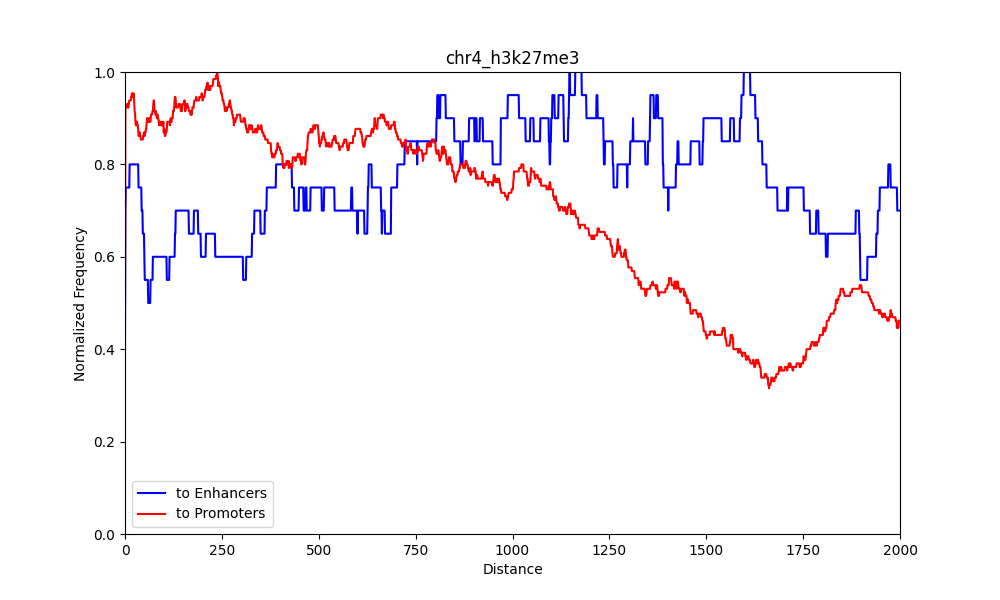 chr4_h3k27me3
Normalized Frequency
1.0
0.8
0.6
0.4
0.2
0.0
to Enhancers
to Promoters
0 250 500 750 1000 1250 1500 1750 2000
Distance